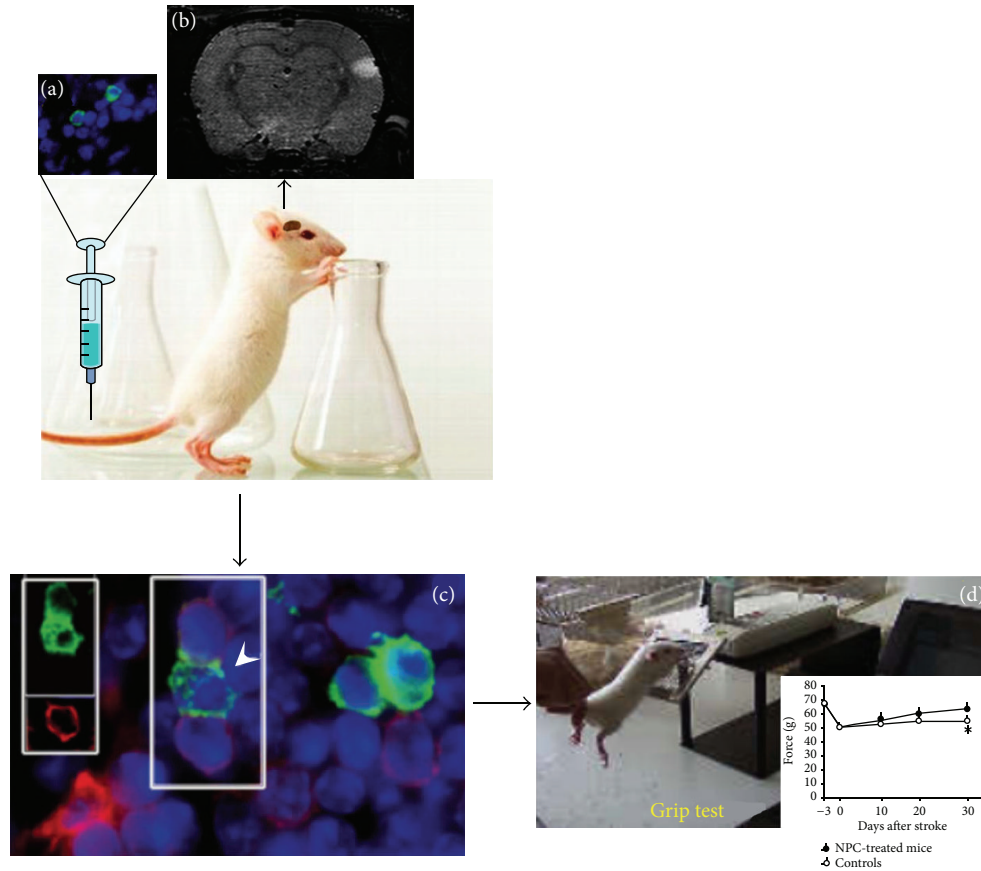 (b)
(a)
(c)
(d)
Grip test
Force (g)
80
70
60
50
40
30
20
10
0
−3 0 10 20 30
*
Days after stroke
NPC-treated mice
Controls